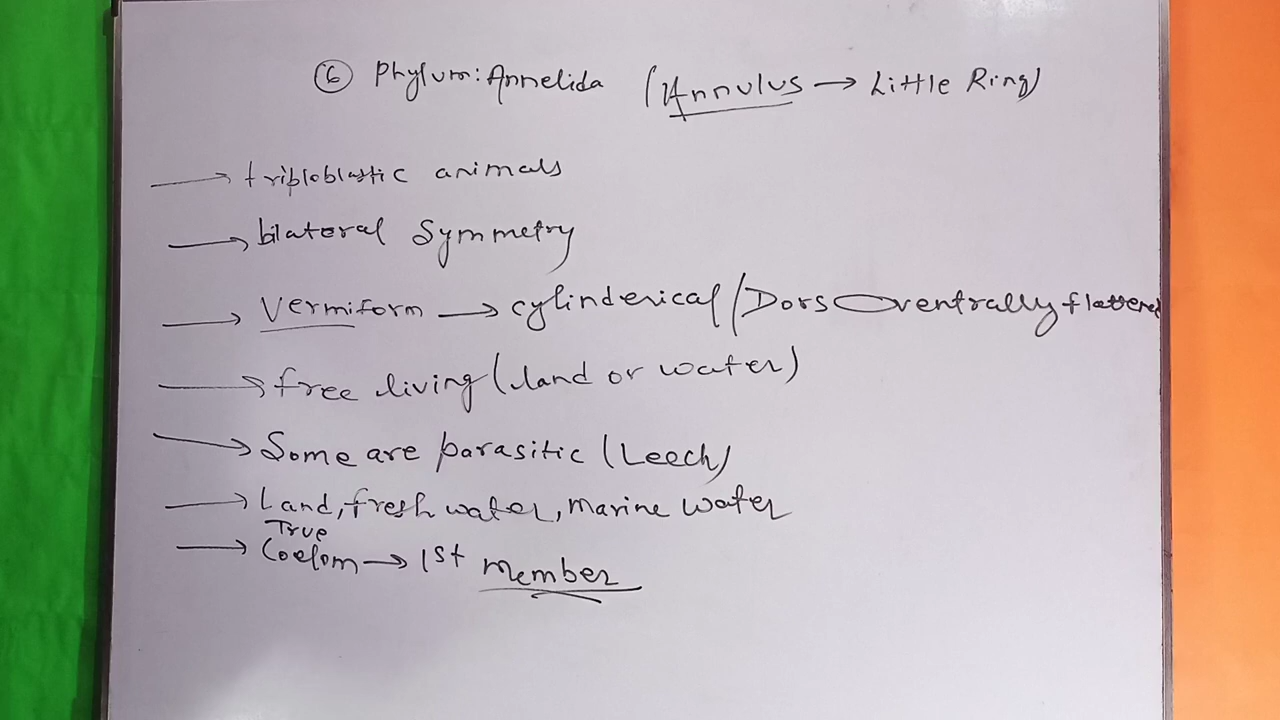 ⑥ Phylum: Annelida (Annulus → Little Ring)
→ triploblastic animals
→ bilateral Symmetry
→ Vermiform → cylinderical / Dorsoventrally flattened
→ free living (land or water)
→ Some are parasitic (Leech)
→ Land, fresh water, Marine water
True
→ Coelom → 1st member